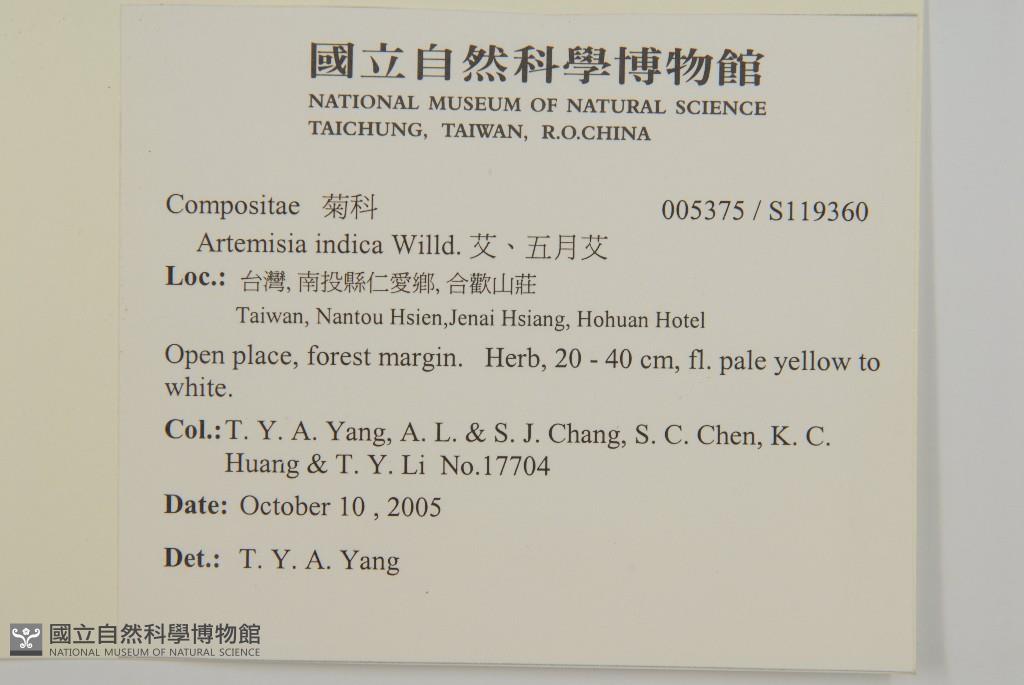 國立自然科學博物館
NATIONAL MUSEUM OF NATURAL SCIENCE
TAICHUNG, TAIWAN, R.O.CHINA
Compositae 菊科 005375 / S119360
Artemisia indica Willd. 艾、五月艾
Loc.: 台灣, 南投縣仁愛鄉, 合歡山莊
Taiwan, Nantou Hsien,Jenai Hsiang, Hohuan Hotel
Open place, forest margin. Herb, 20 - 40 cm, fl. pale yellow to
white.
Col.: T. Y. A. Yang, A. L. & S. J. Chang, S. C. Chen, K. C.
Huang & T. Y. Li No.17704
Date: October 10 , 2005
Det.: T. Y. A. Yang
國立自然科學博物館
NATIONAL MUSEUM OF NATURAL SCIENCE